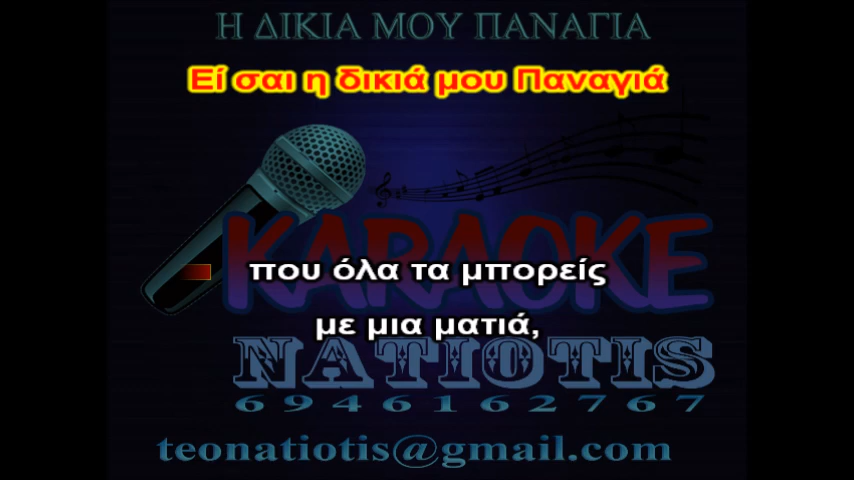 Η ΔΙΚΙΑ ΜΟΥ ΠΑΝΑΓΙΑ
Εί σαι η δικιά μου Παναγιά
KARAOKE
που όλα τα μπορείς
με μια ματιά,
NATIOTIS
6946162767
teonatiotis@gmail.com